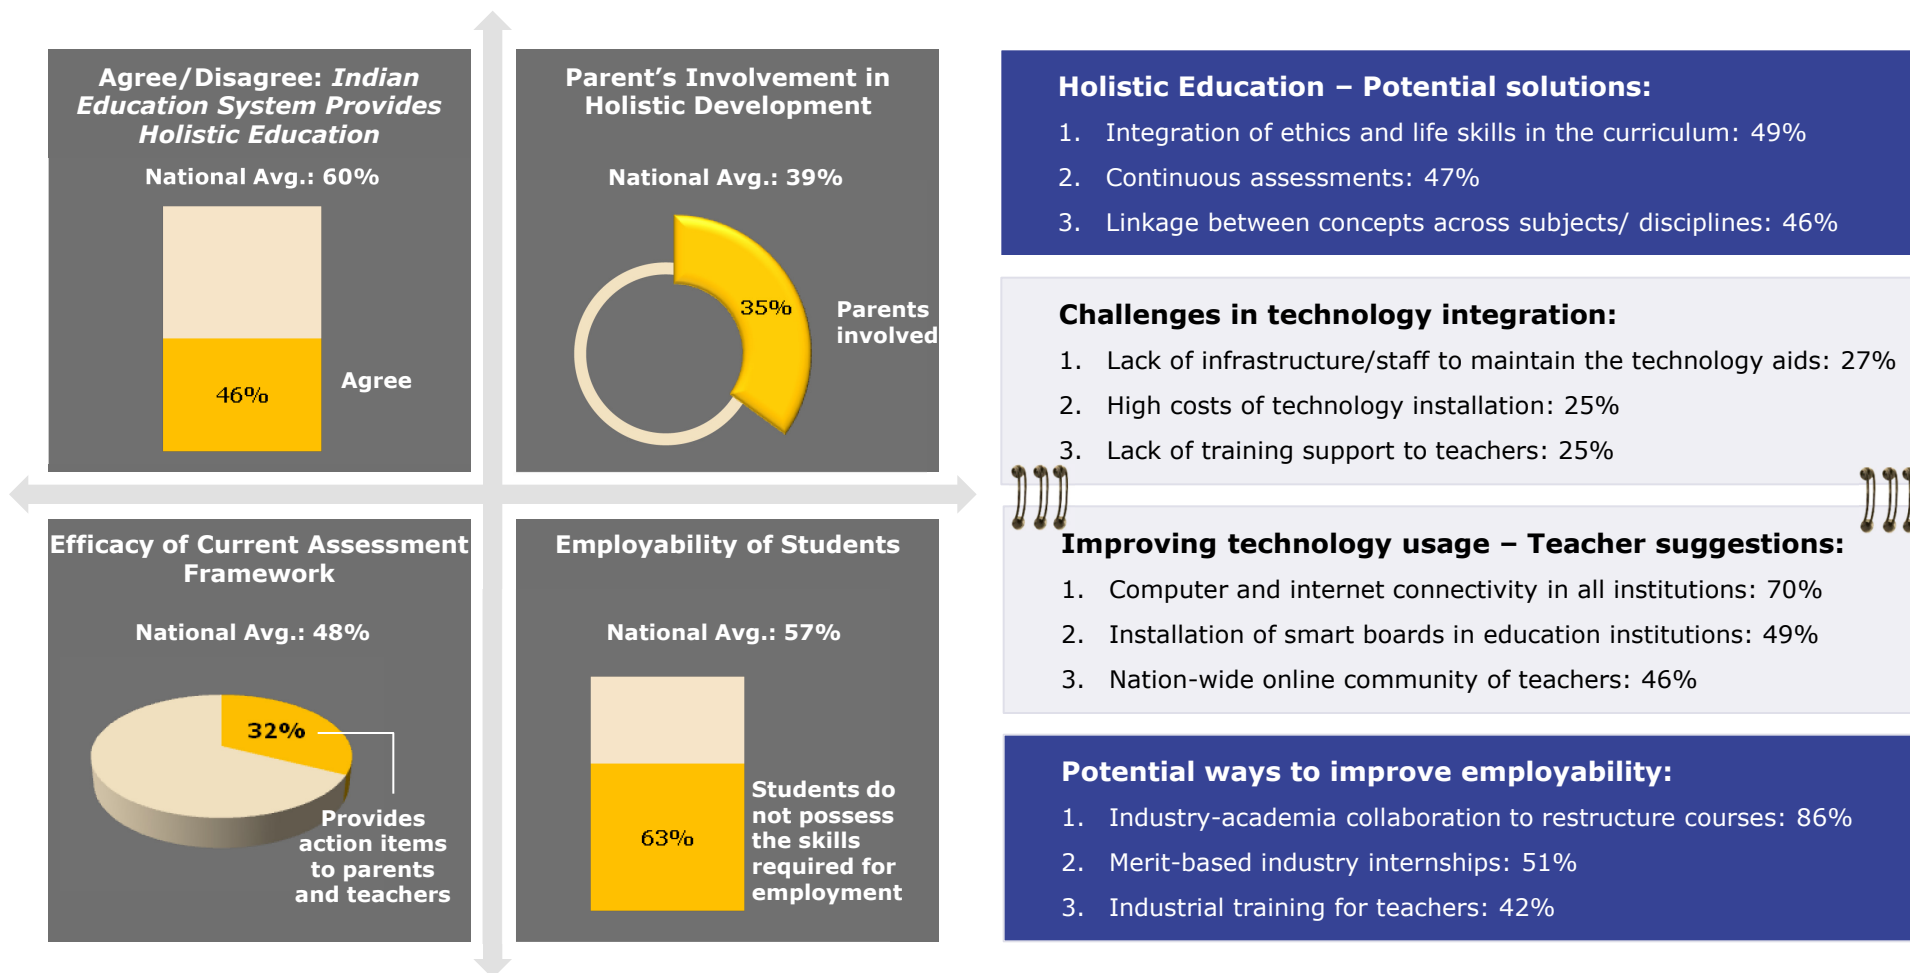 Agree/Disagree: Indian
Education System Provides
Holistic Education
National Avg.: 60%
46%
Agree
Parent’s Involvement in
Holistic Development
National Avg.: 39%
35%
Parents
involved
Efficacy of Current Assessment
Framework
National Avg.: 48%
32%
Provides
action items
to parents
and teachers
Employability of Students
National Avg.: 57%
63%
Students do
not possess
the skills
required for
employment
Holistic Education – Potential solutions:
1. Integration of ethics and life skills in the curriculum: 49%
2. Continuous assessments: 47%
3. Linkage between concepts across subjects/ disciplines: 46%
Challenges in technology integration:
1. Lack of infrastructure/staff to maintain the technology aids: 27%
2. High costs of technology installation: 25%
3. Lack of training support to teachers: 25%
Improving technology usage – Teacher suggestions:
1. Computer and internet connectivity in all institutions: 70%
2. Installation of smart boards in education institutions: 49%
3. Nation-wide online community of teachers: 46%
Potential ways to improve employability:
1. Industry-academia collaboration to restructure courses: 86%
2. Merit-based industry internships: 51%
3. Industrial training for teachers: 42%